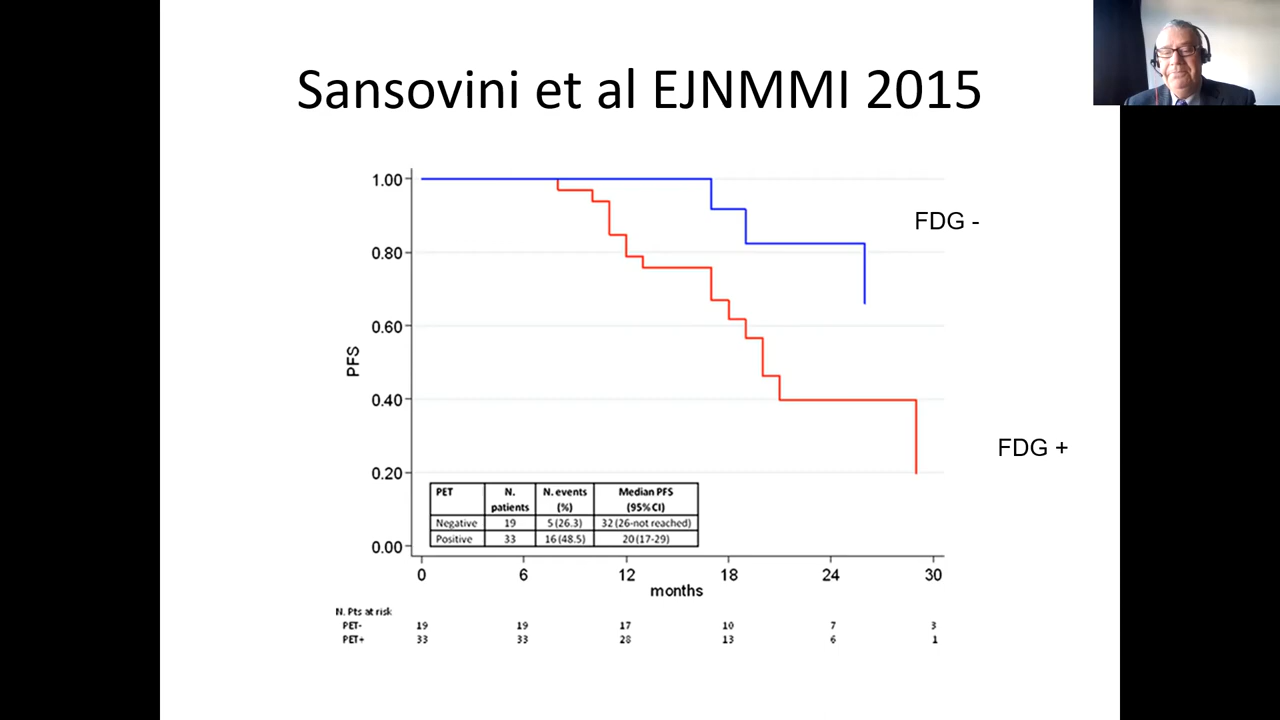 Sansovini et al EJNMMI 2015
1.00
FDG -
0.80
0.60
PFS
0.40
FDG +
0.20
PET N. patients N. events (%) Median PFS (95% CI)
Negative 19 5 (26.3) 32 (26-not reached)
Positive 33 16 (48.5) 20 (17-29)
0.00
0 6 12 18 24 30
months
N. Pts at risk
PET- 19 19 17 10 7 3
PET+ 33 33 28 13 6 1